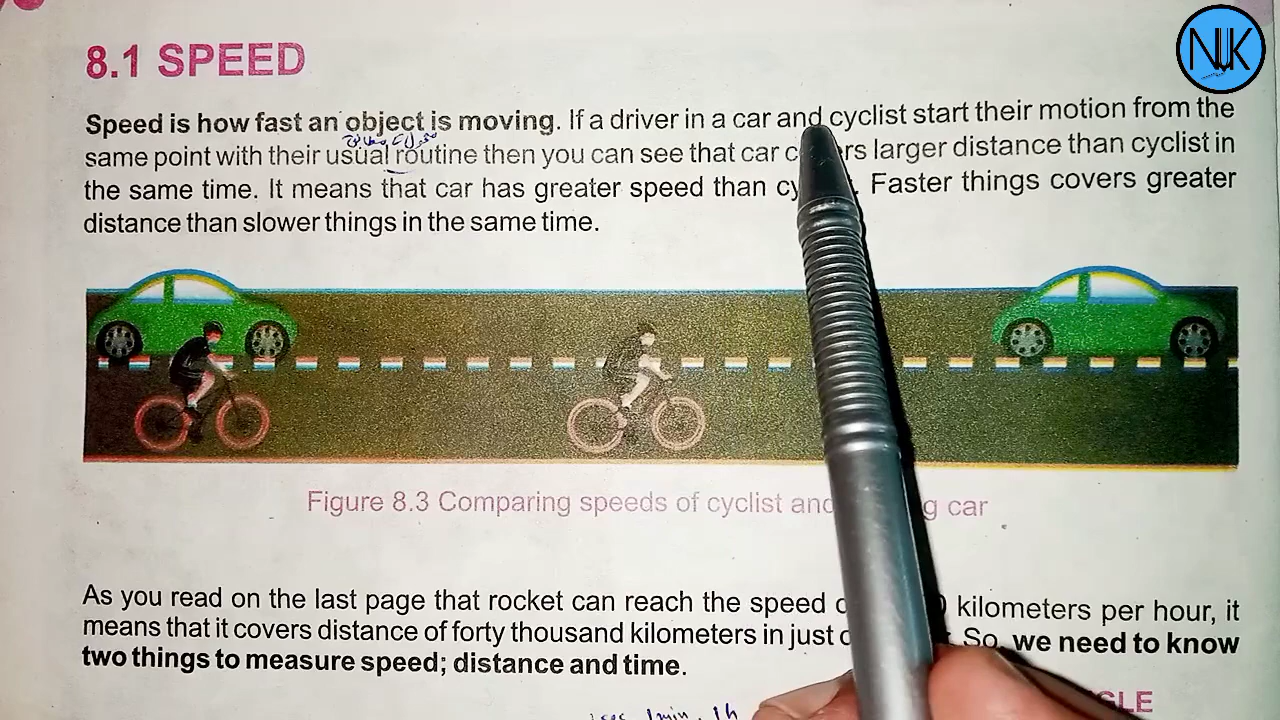 NUK
8.1 SPEED
Speed is how fast an object is moving. If a driver in a car and cyclist start their motion from the
same point with their usual routine then you can see that car larger distance than cyclist in
the same time. It means that car has greater speed than Faster things covers greater
distance than slower things in the same time.
Figure 8.3 Comparing speeds of cyclist and car
As you read on the last page that rocket can reach the speed kilometers per hour, it
means that it covers distance of forty thousand kilometers in just So, we need to know
two things to measure speed; distance and time.
1min, 1h